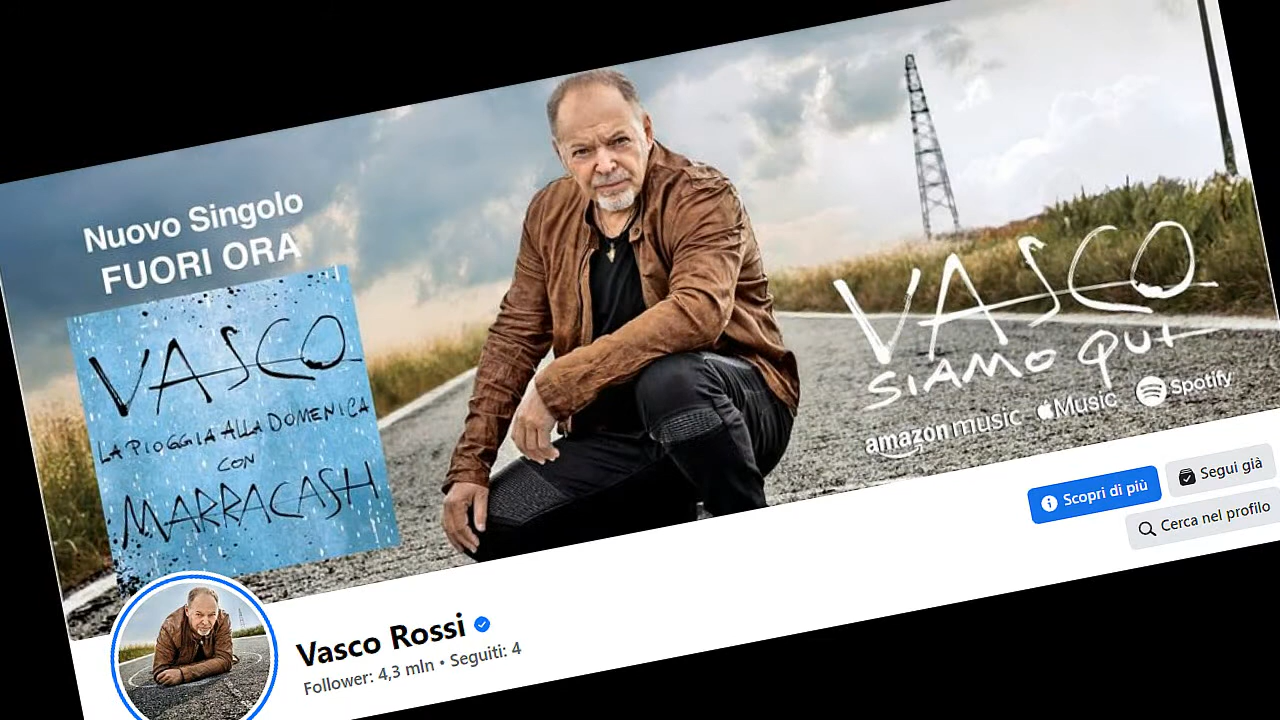 Nuovo Singolo
FUORI ORA
VASCO
LA PIOGGIA ALLA DOMENICA
CON
MARRACASH
VASCO
SIAMO QUI
amazon music
Music
Spotify
Scopri di più
Segui già
Cerca nel profilo
Vasco Rossi
Follower: 4,3 mln • Seguiti: 4